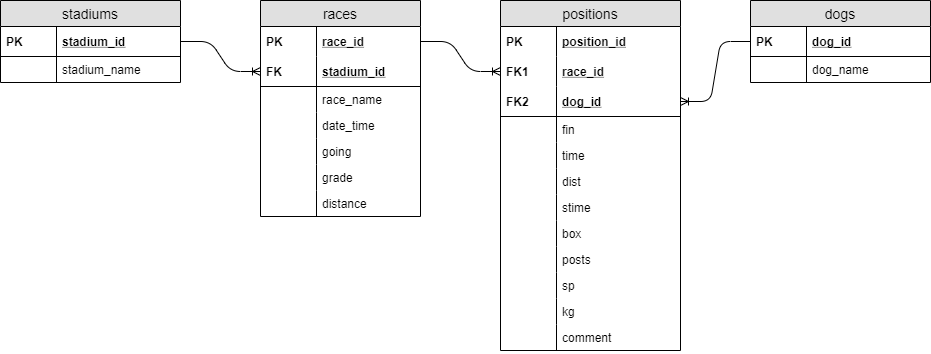 stadiums
PK stadium_id
stadium_name
races
PK race_id
FK stadium_id
race_name
date_time
going
grade
distance
positions
PK position_id
FK1 race_id
FK2 dog_id
fin
time
dist
stime
box
posts
sp
kg
comment
dogs
PK dog_id
dog_name